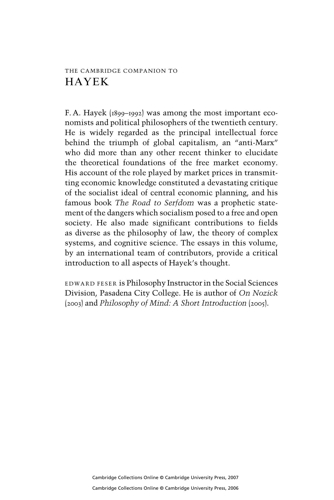 THE CAMBRIDGE COMPANION TO
HAYEK
F. A. Hayek (1899–1992) was among the most important eco-
nomists and political philosophers of the twentieth century.
He is widely regarded as the principal intellectual force
behind the triumph of global capitalism, an “anti-Marx”
who did more than any other recent thinker to elucidate
the theoretical foundations of the free market economy.
His account of the role played by market prices in transmit-
ting economic knowledge constituted a devastating critique
of the socialist ideal of central economic planning, and his
famous book The Road to Serfdom was a prophetic state-
ment of the dangers which socialism posed to a free and open
society. He also made significant contributions to fields
as diverse as the philosophy of law, the theory of complex
systems, and cognitive science. The essays in this volume,
by an international team of contributors, provide a critical
introduction to all aspects of Hayek’s thought.
EDWARD FESER is Philosophy Instructor in the Social Sciences
Division, Pasadena City College. He is author of On Nozick
(2003) and Philosophy of Mind: A Short Introduction (2005).
Cambridge Collections Online © Cambridge University Press, 2007
Cambridge Collections Online © Cambridge University Press, 2006